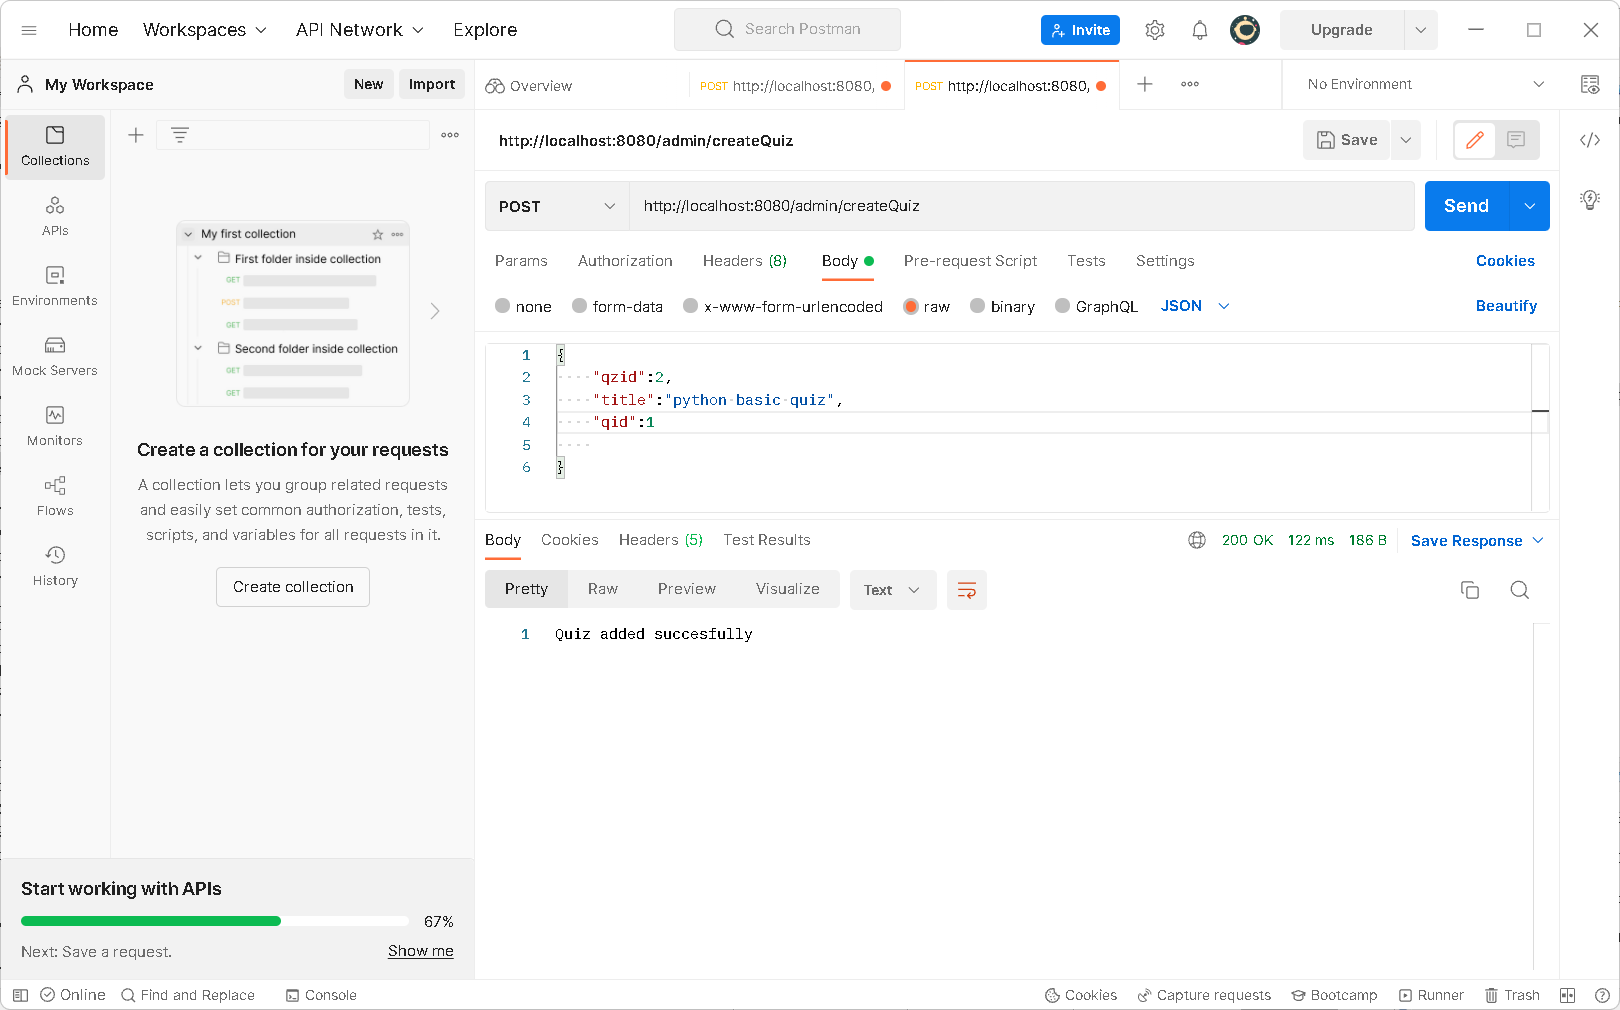 Home Workspaces API Network Explore Search Postman Invite Upgrade
My Workspace New Import Overview POST http://localhost:8080, POST http://localhost:8080, No Environment
Collections
APIs
Environments
Mock Servers
Monitors
Flows
History
My first collection
First folder inside collection
GET
POST
GET
Second folder inside collection
GET
GET
Create a collection for your requests
A collection lets you group related requests
and easily set common authorization, tests,
scripts, and variables for all requests in it.
Create collection
Start working with APIs
67%
Next: Save a request. Show me
http://localhost:8080/admin/createQuiz Save
POST http://localhost:8080/admin/createQuiz Send
Params Authorization Headers (8) Body Pre-request Script Tests Settings Cookies
none form-data x-www-form-urlencoded raw binary GraphQL JSON Beautify
1 {
2 "qzid":2,
3 "title":"python basic quiz",
4 "qid":1
5
6 }
Body Cookies Headers (5) Test Results 200 OK 122 ms 186 B Save Response
Pretty Raw Preview Visualize Text
1 Quiz added succesfully
Online Find and Replace Console Cookies Capture requests Bootcamp Runner Trash